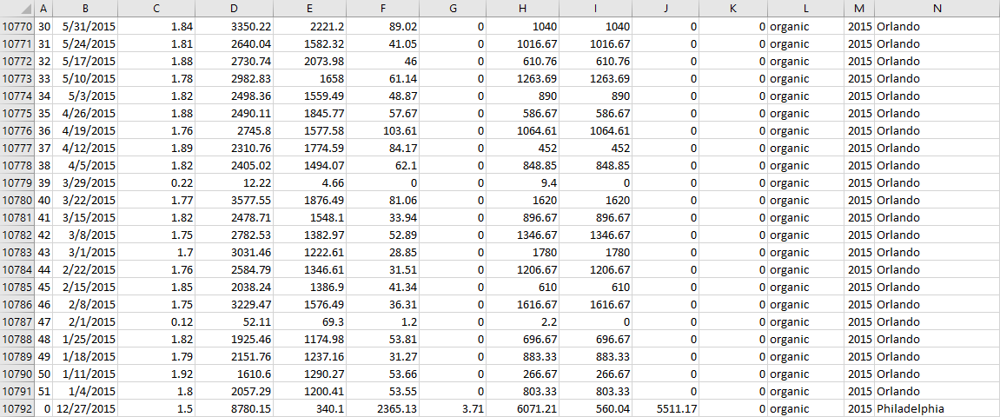 A B C D E F G H I J K L M N
10770 30 5/31/2015 1.84 3350.22 2221.2 89.02 0 1040 1040 0 0 organic 2015 Orlando
10771 31 5/24/2015 1.81 2640.04 1582.32 41.05 0 1016.67 1016.67 0 0 organic 2015 Orlando
10772 32 5/17/2015 1.88 2730.74 2073.98 46 0 610.76 610.76 0 0 organic 2015 Orlando
10773 33 5/10/2015 1.78 2982.83 1658 61.14 0 1263.69 1263.69 0 0 organic 2015 Orlando
10774 34 5/3/2015 1.82 2498.36 1559.49 48.87 0 890 890 0 0 organic 2015 Orlando
10775 35 4/26/2015 1.88 2490.11 1845.77 57.67 0 586.67 586.67 0 0 organic 2015 Orlando
10776 36 4/19/2015 1.76 2745.8 1577.58 103.61 0 1064.61 1064.61 0 0 organic 2015 Orlando
10777 37 4/12/2015 1.89 2310.76 1774.59 84.17 0 452 452 0 0 organic 2015 Orlando
10778 38 4/5/2015 1.82 2405.02 1494.07 62.1 0 848.85 848.85 0 0 organic 2015 Orlando
10779 39 3/29/2015 0.22 12.22 4.66 0 0 9.4 0 0 0 organic 2015 Orlando
10780 40 3/22/2015 1.77 3577.55 1876.49 81.06 0 1620 1620 0 0 organic 2015 Orlando
10781 41 3/15/2015 1.82 2478.71 1548.1 33.94 0 896.67 896.67 0 0 organic 2015 Orlando
10782 42 3/8/2015 1.75 2782.53 1382.97 52.89 0 1346.67 1346.67 0 0 organic 2015 Orlando
10783 43 3/1/2015 1.7 3031.46 1222.61 28.85 0 1780 1780 0 0 organic 2015 Orlando
10784 44 2/22/2015 1.76 2584.79 1346.61 31.51 0 1206.67 1206.67 0 0 organic 2015 Orlando
10785 45 2/15/2015 1.85 2038.24 1386.9 41.34 0 610 610 0 0 organic 2015 Orlando
10786 46 2/8/2015 1.75 3229.47 1576.49 36.31 0 1616.67 1616.67 0 0 organic 2015 Orlando
10787 47 2/1/2015 0.12 52.11 69.3 1.2 0 2.2 0 0 0 organic 2015 Orlando
10788 48 1/25/2015 1.82 1925.46 1174.98 53.81 0 696.67 696.67 0 0 organic 2015 Orlando
10789 49 1/18/2015 1.79 2151.76 1237.16 31.27 0 883.33 883.33 0 0 organic 2015 Orlando
10790 50 1/11/2015 1.92 1610.6 1290.27 53.66 0 266.67 266.67 0 0 organic 2015 Orlando
10791 51 1/4/2015 1.8 2057.29 1200.41 53.55 0 803.33 803.33 0 0 organic 2015 Orlando
10792 0 12/27/2015 1.5 8780.15 340.1 2365.13 3.71 6071.21 560.04 5511.17 0 organic 2015 Philadelphia